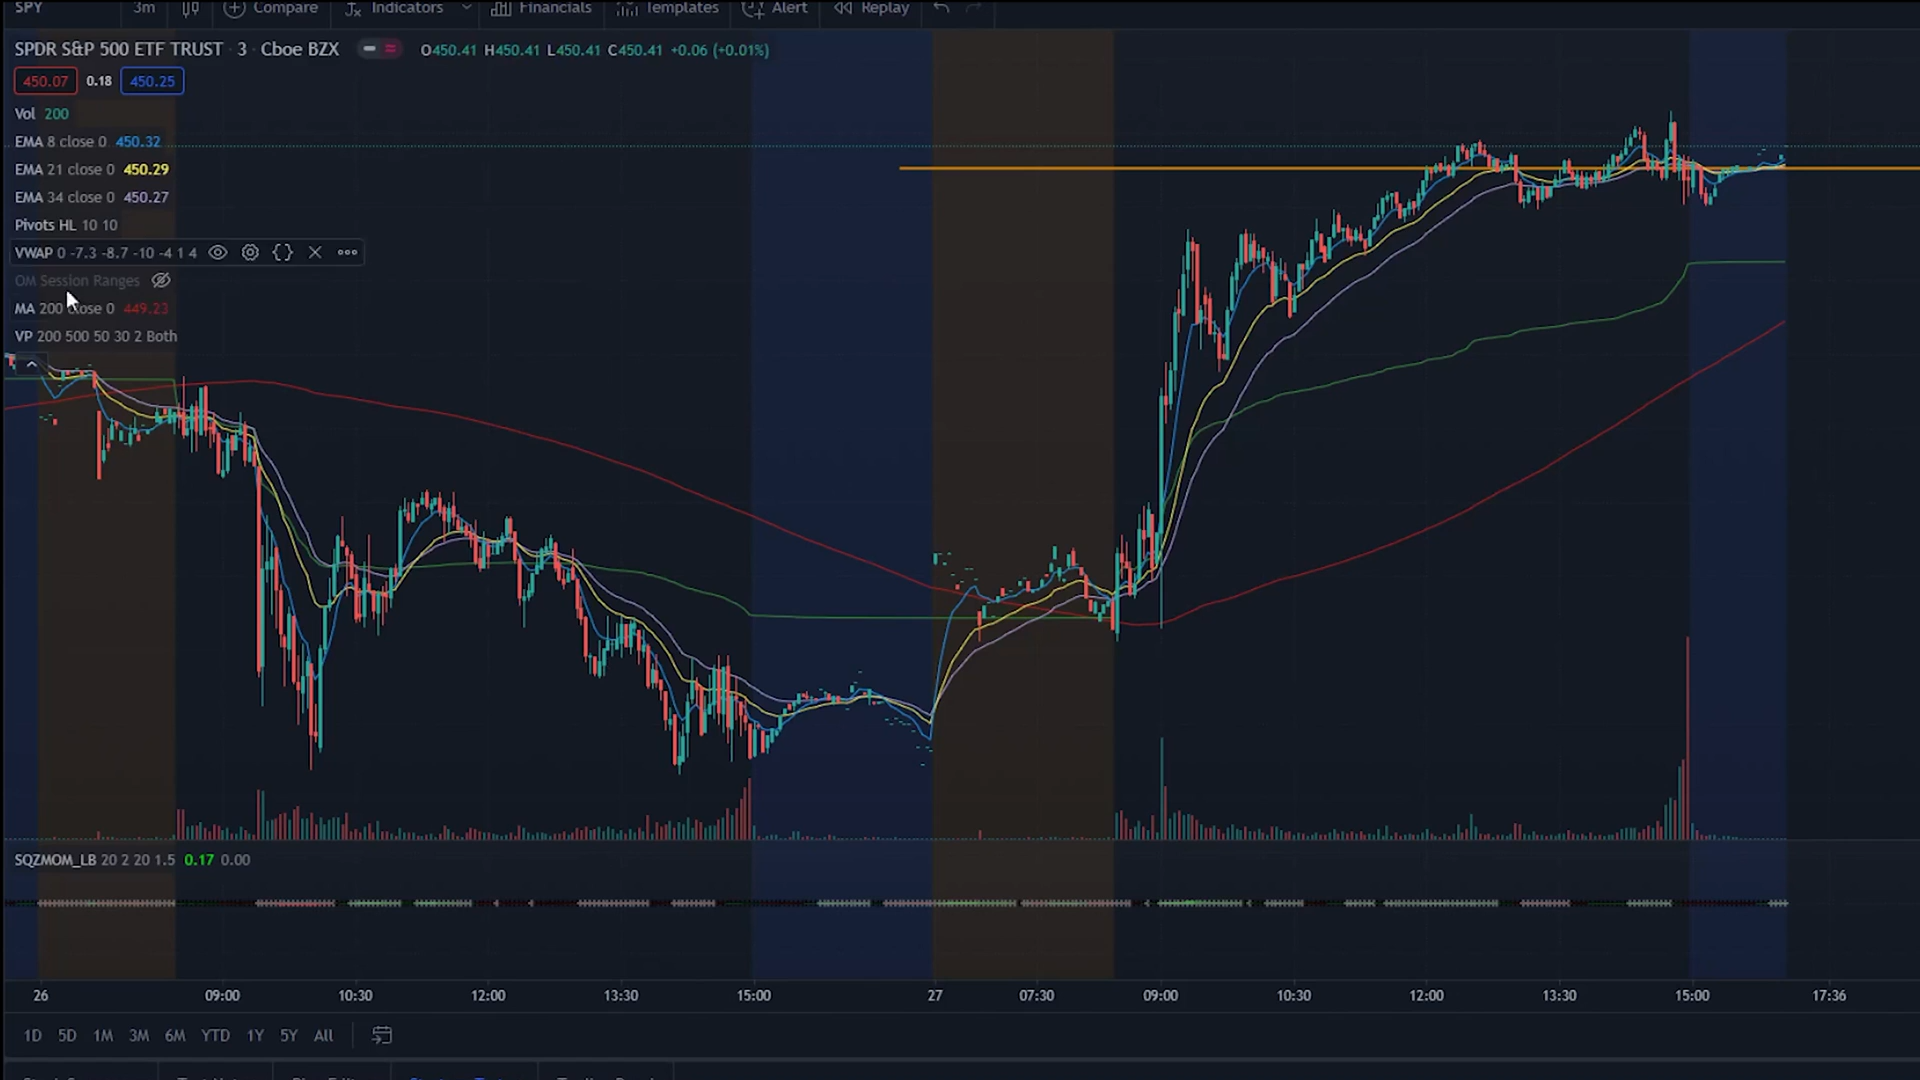 SPY 3m Compare Indicators Financials Templates Alert Replay
SPDR S&P 500 ETF TRUST · 3 · Cboe BZX O450.41 H450.41 L450.41 C450.41 +0.06 (+0.01%)
450.07 0.18 450.25
Vol 200
EMA 8 close 0 450.32
EMA 21 close 0 450.29
EMA 34 close 0 450.27
Pivots HL 10 10
VWAP 0 -7.3 -8.7 -10 -4 1 4
OM Session Ranges
MA 200 close 0 449.23
VP 200 500 50 30 2 Both
SQZMOM_LB 20 2 20 1.5 0.17 0.00
26 09:00 10:30 12:00 13:30 15:00 27 07:30 09:00 10:30 12:00 13:30 15:00 17:36
1D 5D 1M 3M 6M YTD 1Y 5Y All